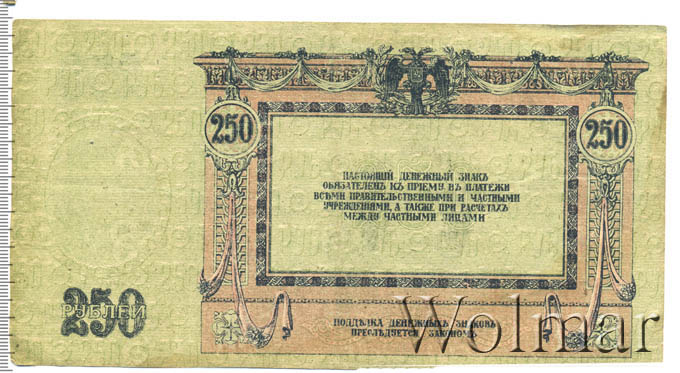 250
250
НАСТОЯЩІЙ ДЕНЕЖНЫЙ ЗНАКЪ
ОБЯЗАТЕЛЕНЪ КЪ ПРІЕМУ ВЪ ПЛАТЕЖИ
ВСѢМИ ПРАВИТЕЛЬСТВЕННЫМИ И ЧАСТНЫМИ
УЧРЕЖДЕНІЯМИ, А ТАКЖЕ ПРИ РАСЧЕТАХЪ
МЕЖДУ ЧАСТНЫМИ ЛИЦАМИ
250
РУБЛЕЙ
ПОДДѢЛКА ДЕНЕЖНЫХЪ ЗНАКОВЪ
ПРЕСЛѢДУЕТСЯ ЗАКОНОМЪ
Wolmar